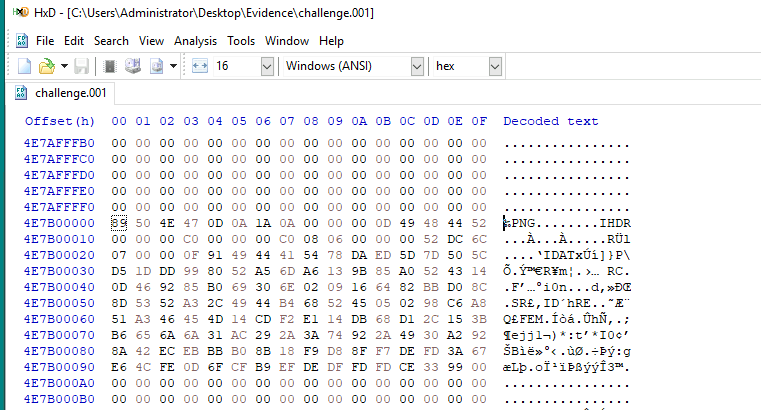 HxD - [C:\Users\Administrator\Desktop\Evidence\challenge.001]
File Edit Search View Analysis Tools Window Help
16 Windows (ANSI) hex
challenge.001
Offset(h) 00 01 02 03 04 05 06 07 08 09 0A 0B 0C 0D 0E 0F Decoded text
4E7AFFFB0 00 00 00 00 00 00 00 00 00 00 00 00 00 00 00 00 ................
4E7AFFFC0 00 00 00 00 00 00 00 00 00 00 00 00 00 00 00 00 ................
4E7AFFFD0 00 00 00 00 00 00 00 00 00 00 00 00 00 00 00 00 ................
4E7AFFFE0 00 00 00 00 00 00 00 00 00 00 00 00 00 00 00 00 ................
4E7AFFFF0 00 00 00 00 00 00 00 00 00 00 00 00 00 00 00 00 ................
4E7B00000 89 50 4E 47 0D 0A 1A 0A 00 00 00 0D 49 48 44 52 ‰PNG........IHDR
4E7B00010 00 00 00 C0 00 00 00 C0 08 06 00 00 00 52 DC 6C ...À...À.....RÜl
4E7B00020 07 00 00 0F 91 49 44 41 54 78 DA ED 5D 7D 50 5C ....‘IDATxÚí]}P\
4E7B00030 D5 1D DD 99 80 52 A5 6D A6 13 9B 85 A0 52 43 14 Õ.Ý™€R¥m¦.›… RC.
4E7B00040 0D 46 92 85 B0 69 30 6E 02 09 16 64 82 BB D0 8C .F’…°i0n...d‚»ÐŒ
4E7B00050 8D 53 52 A3 2C 49 44 B4 68 52 45 05 02 98 C6 A8 .SR£,ID´hRE..˜Æ¨
4E7B00060 51 A3 46 45 4D 14 CD F2 E1 14 DB 68 D1 2C 15 3B Q£FEM.Íòá.ÛhÑ,.;
4E7B00070 B6 65 6A 6A 31 AC 29 2A 3A 74 92 2A 49 30 A2 92 ¶ejj1¬)*:t’*I0¢’
4E7B00080 8A 42 EC EB BB B0 8B 18 F9 D8 8F F7 DE FD 3A 67 ŠBìë»°‹.ùØ.÷Þý:g
4E7B00090 E6 4C FE 0D 6F CF B9 EF DE DF FD FD CE 33 99 00 æLþ.oÏ¹ïÞßýýÎ3™.
4E7B000A0 00 00 00 00 00 00 00 00 00 00 00 00 00 00 00 00 ................
4E7B000B0 00 00 00 00 00 00 00 00 00 00 00 00 00 00 00 00 ................